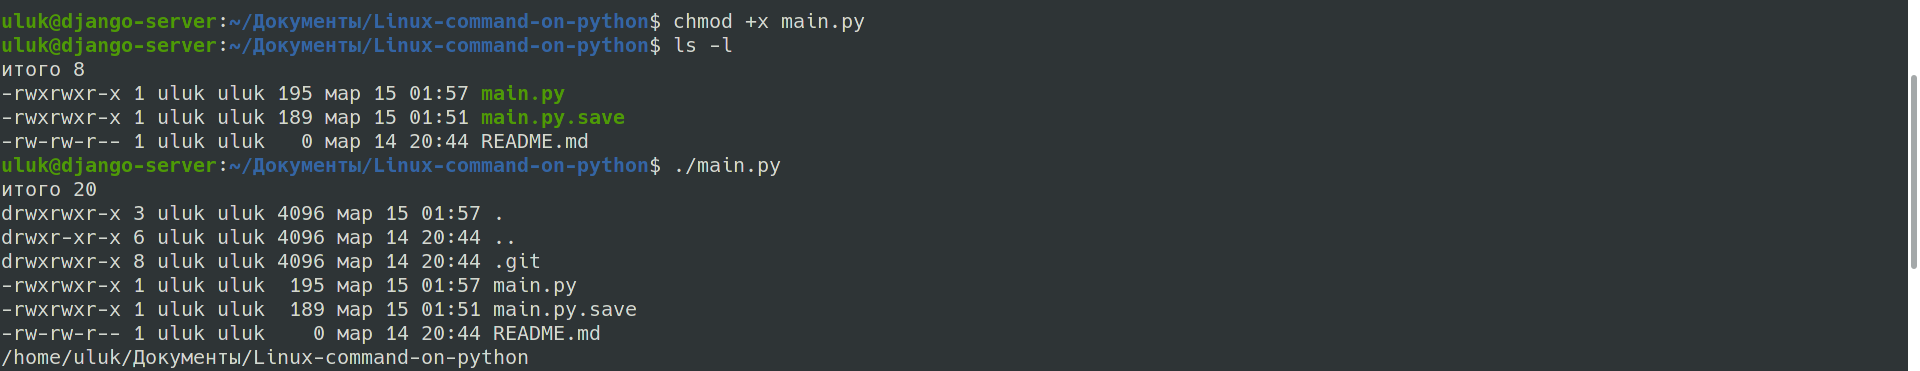 uluk@django-server:~/Документы/Linux-command-on-python$ chmod +x main.py
uluk@django-server:~/Документы/Linux-command-on-python$ ls -l
итого 8
-rwxrwxr-x 1 uluk uluk 195 мар 15 01:57 main.py
-rwxrwxr-x 1 uluk uluk 189 мар 15 01:51 main.py.save
-rw-rw-r-- 1 uluk uluk   0 мар 14 20:44 README.md
uluk@django-server:~/Документы/Linux-command-on-python$ ./main.py
итого 20
drwxrwxr-x 3 uluk uluk 4096 мар 15 01:57 .
drwxr-xr-x 6 uluk uluk 4096 мар 14 20:44 ..
drwxrwxr-x 8 uluk uluk 4096 мар 14 20:44 .git
-rwxrwxr-x 1 uluk uluk  195 мар 15 01:57 main.py
-rwxrwxr-x 1 uluk uluk  189 мар 15 01:51 main.py.save
-rw-rw-r-- 1 uluk uluk    0 мар 14 20:44 README.md
/home/uluk/Документы/Linux-command-on-python